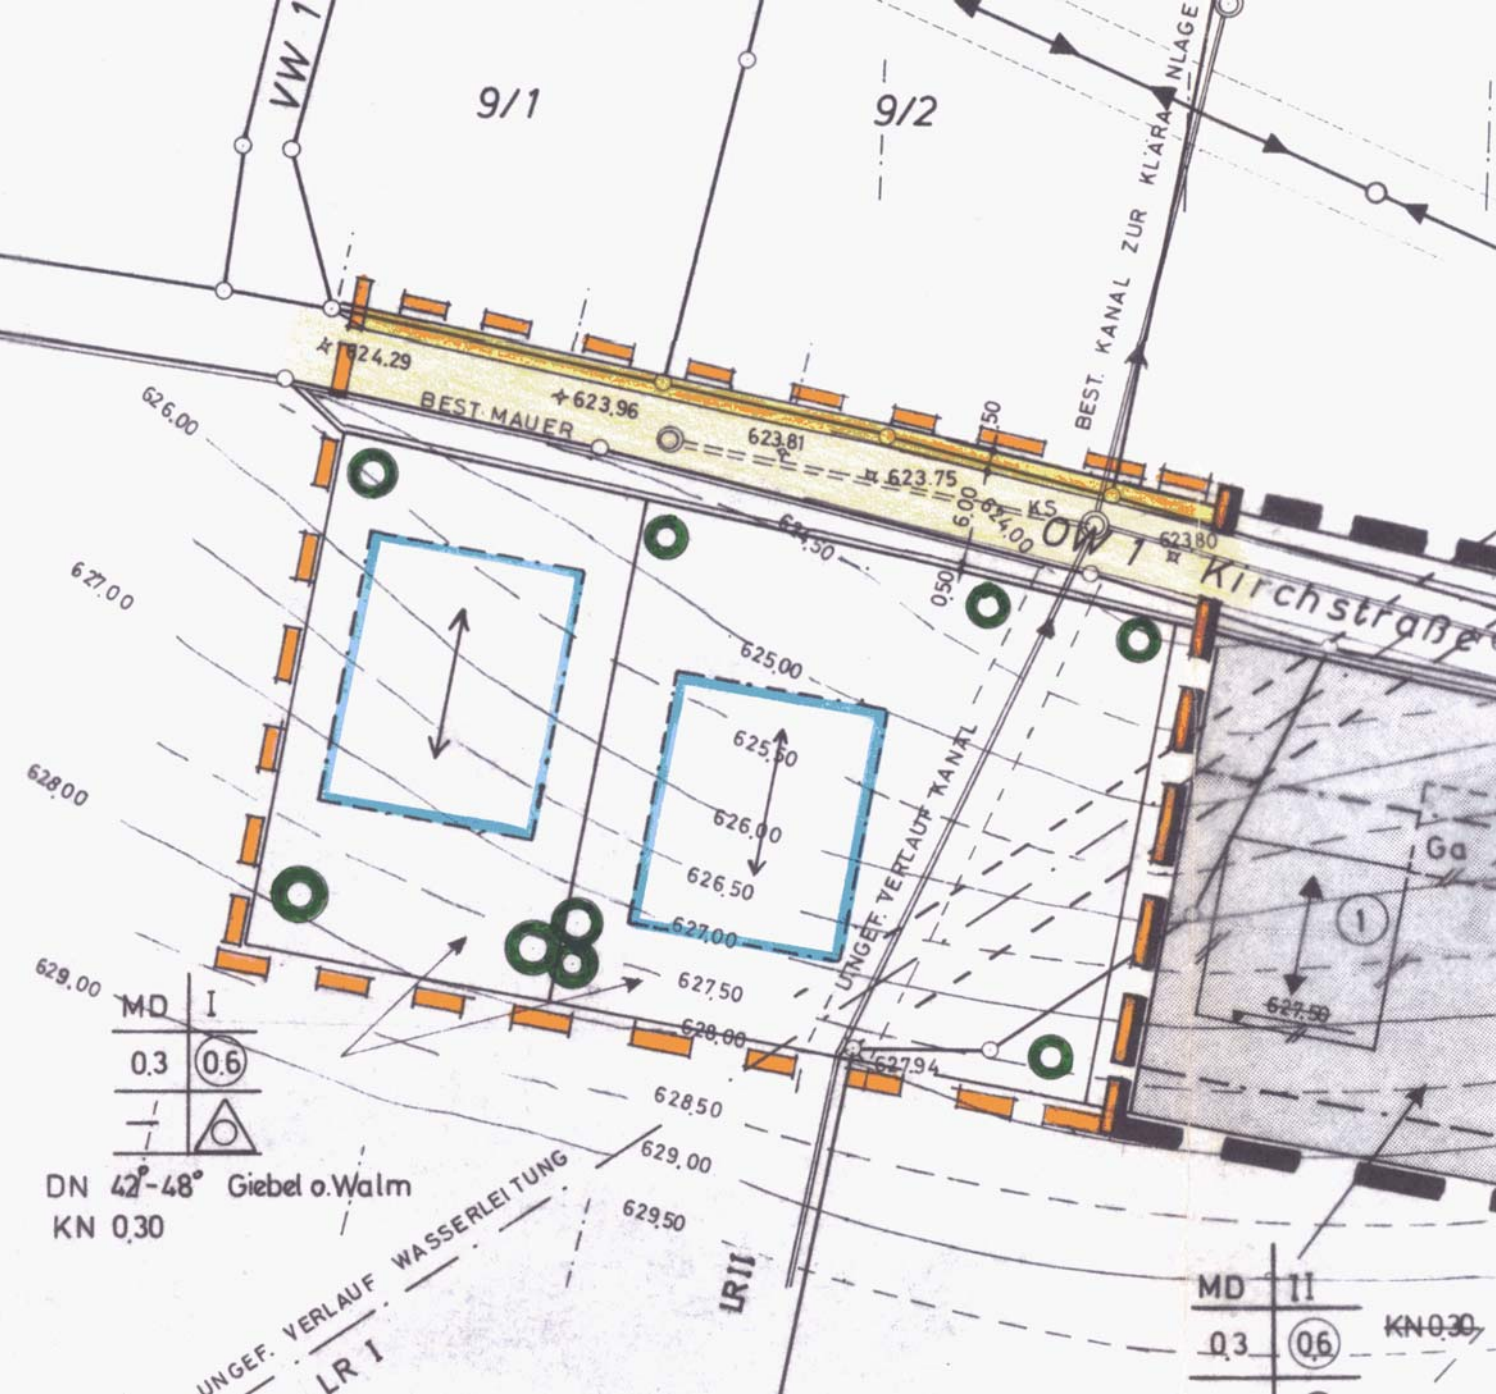 VW 1
9/1
9/2
BEST. KANAL ZUR KLÄRANLAGE
624.29
623.96
BEST. MAUER
623.81
623.75
.50
6.00
624.00
KS
OW 1
623.80
Kirchstraße
0.50
626.00
624.50
627.00
625.00
625.50
628.00
626.00
626.50
627.00
UNGEF. VERLAUF KANAL
Ga
1
629.00
627.50
627.50
628.00
627.94
MD I
0.3 0.6
628.50
629.00
629.50
DN 42°-48° Giebel o. Walm
KN 0,30
UNGEF. VERLAUF WASSERLEITUNG
LR I
LR II
MD II
0.3 0.6
KN 0.30